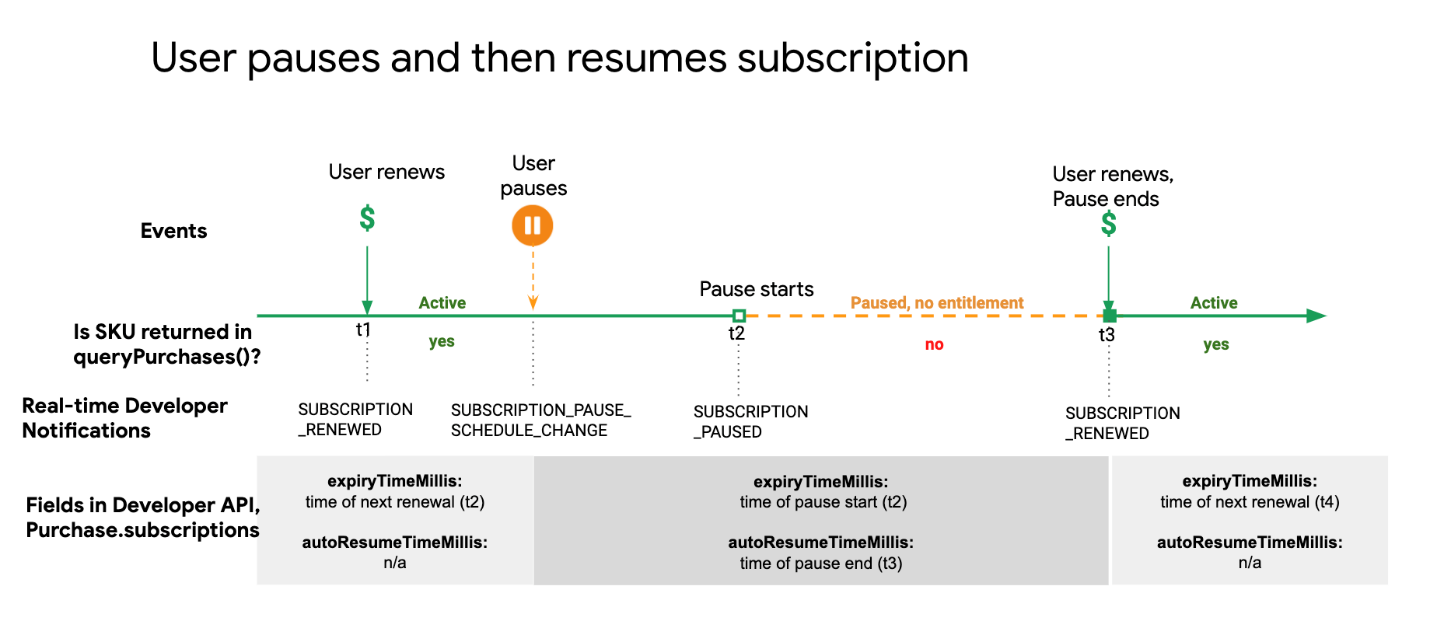 User pauses and then resumes subscription
User renews
User
pauses
User renews,
Pause ends
$
$
Events
Pause starts
Active
Paused, no entitlement
Active
t1
t2
t3
Is SKU returned in
queryPurchases()?
yes
no
yes
Real-time Developer
Notifications
SUBSCRIPTION
_RENEWED
SUBSCRIPTION_PAUSE_
SCHEDULE_CHANGE
SUBSCRIPTION
_PAUSED
SUBSCRIPTION
_RENEWED
Fields in Developer API,
Purchase.subscriptions
expiryTimeMillis:
time of next renewal (t2)
autoResumeTimeMillis:
n/a
expiryTimeMillis:
time of pause start (t2)
autoResumeTimeMillis:
time of pause end (t3)
expiryTimeMillis:
time of next renewal (t4)
autoResumeTimeMillis:
n/a